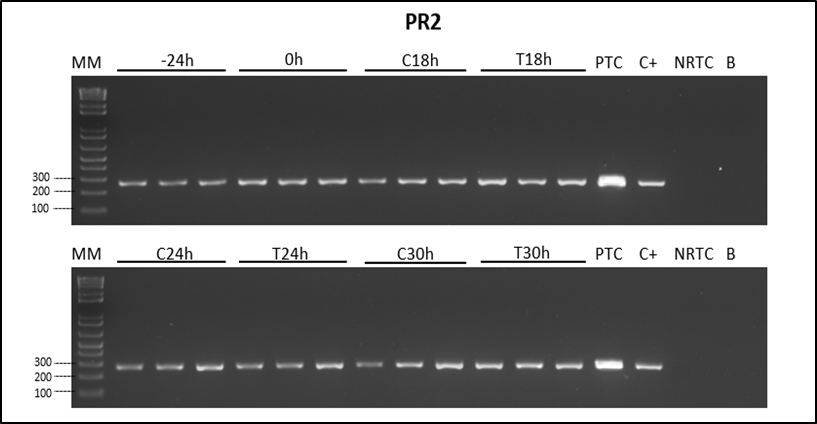 PR2
MM -24h 0h C18h T18h PTC C+ NRTC B
300
200
100
MM C24h T24h C30h T30h PTC C+ NRTC B
300
200
100